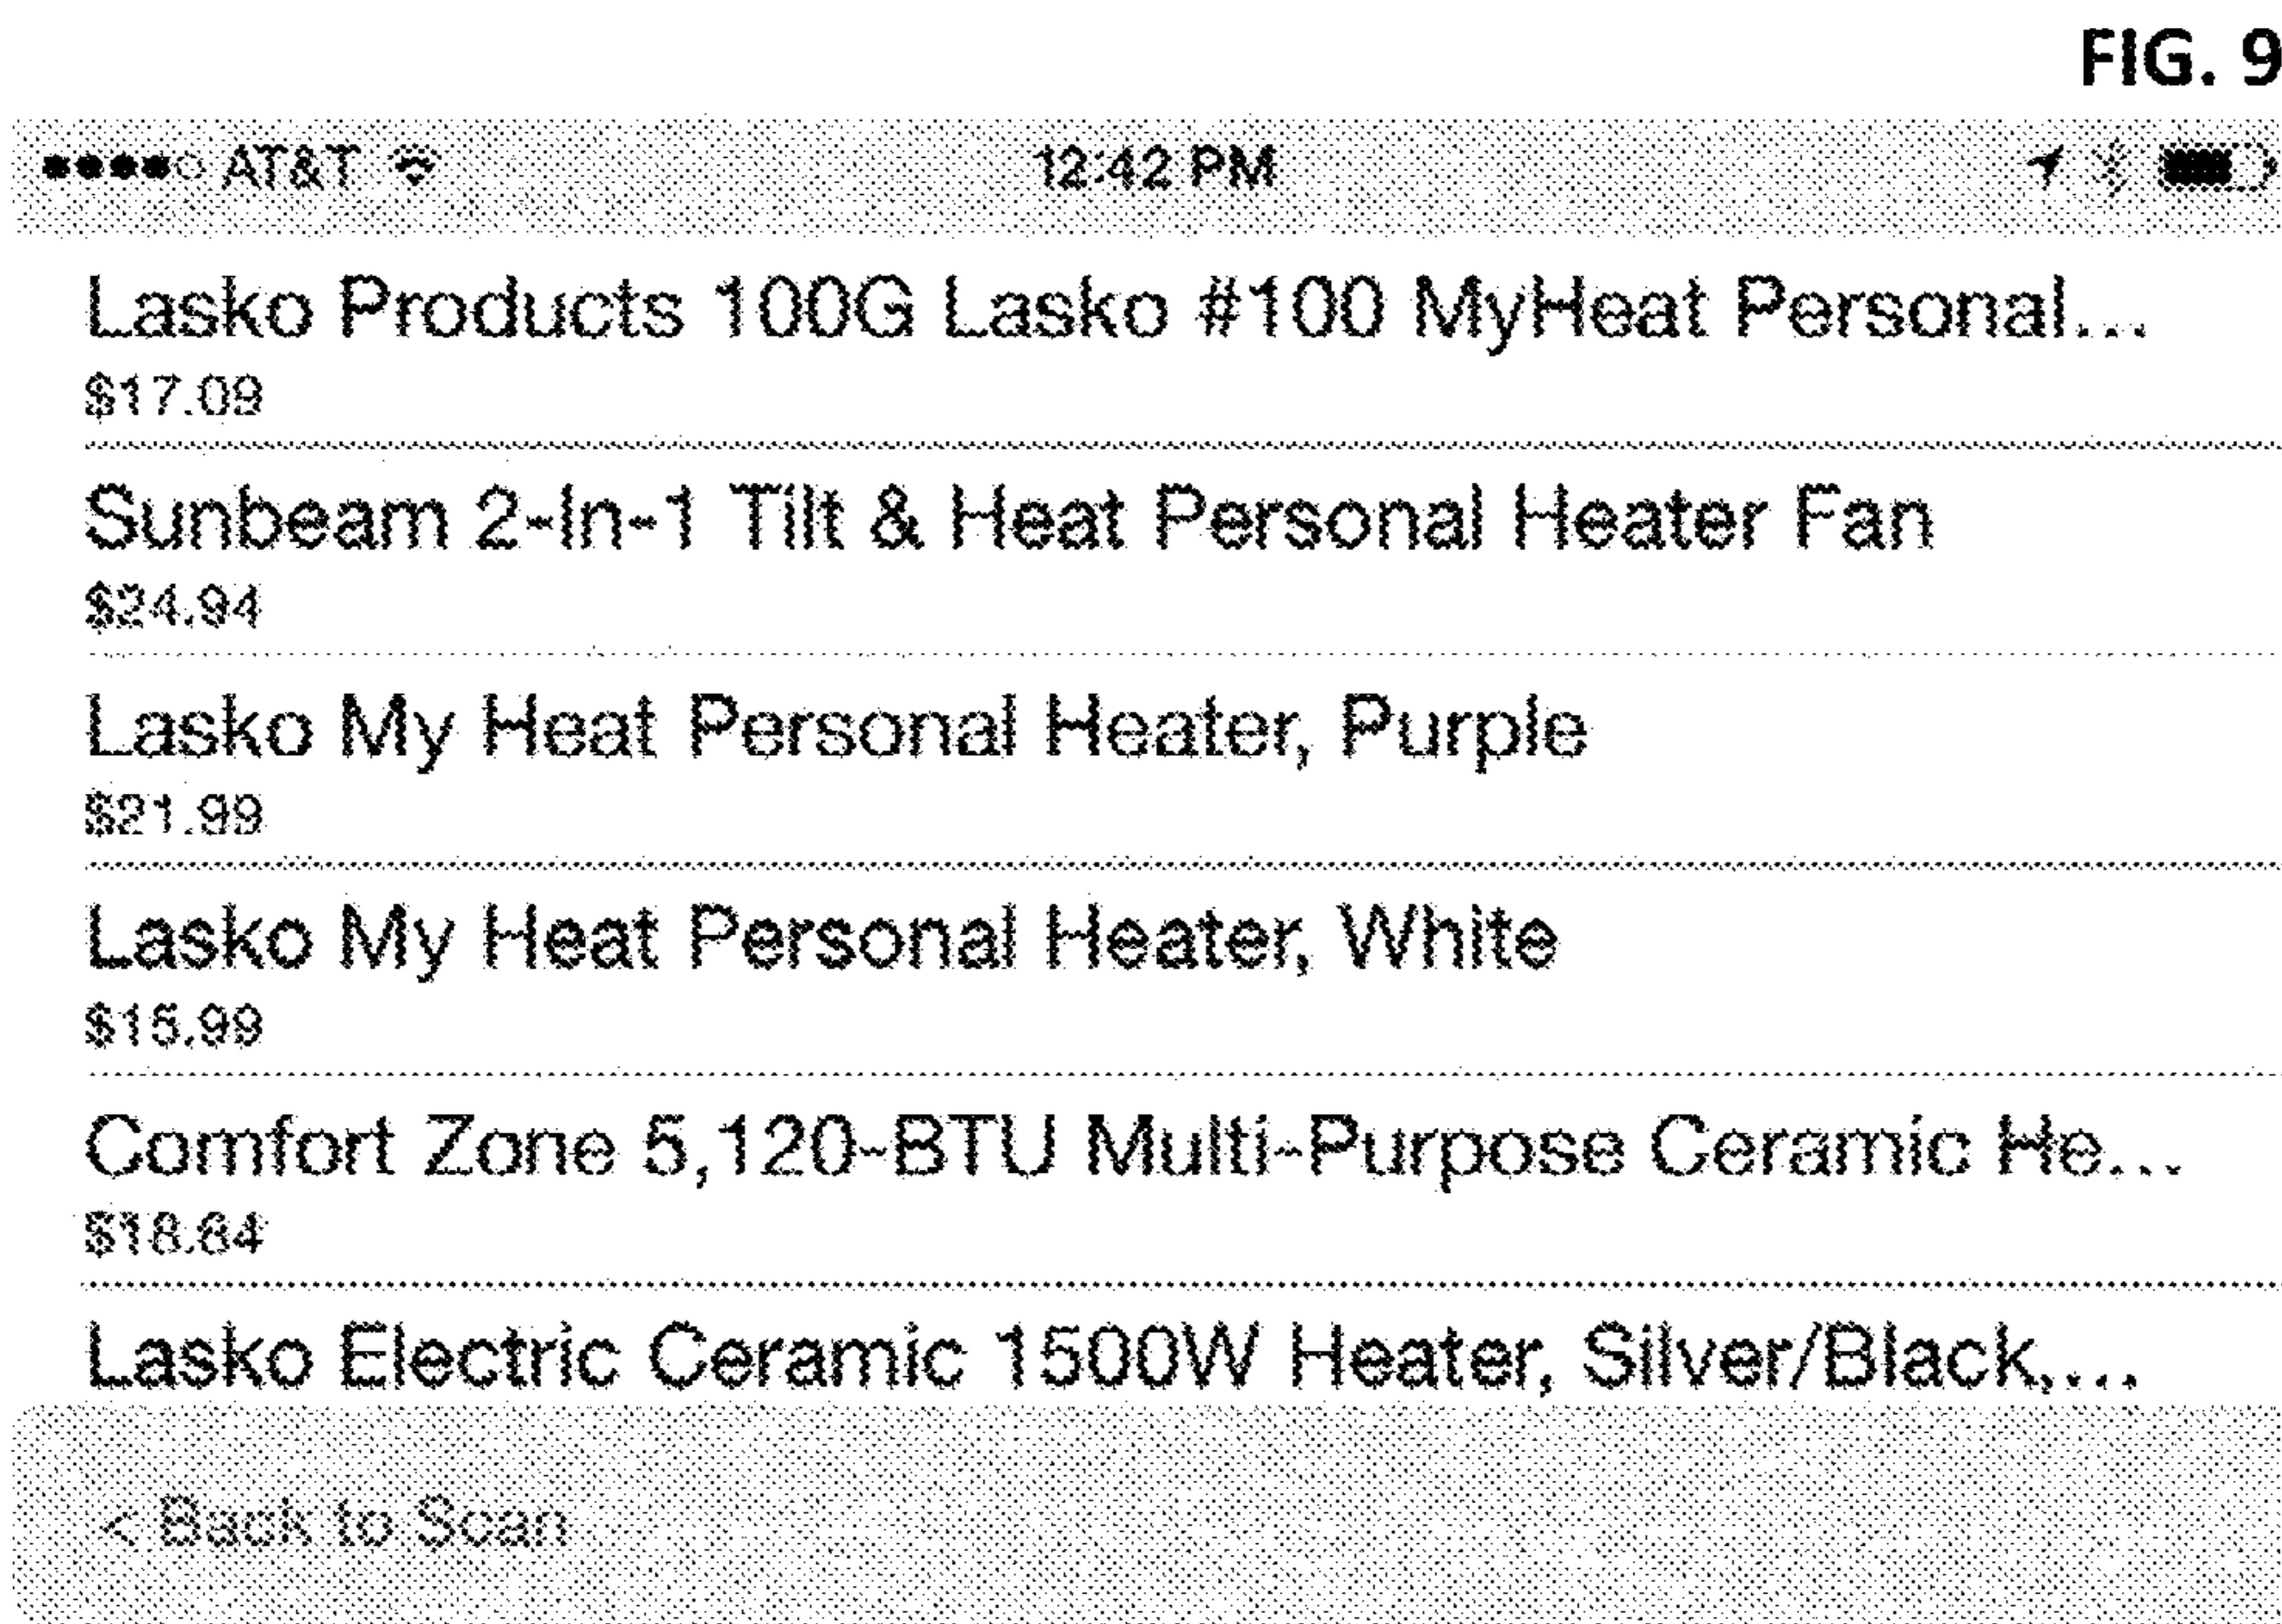 FIG. 9
AT&T 12:42 PM
Lasko Products 100G Lasko #100 MyHeat Personal...
$17.09
Sunbeam 2-In-1 Tilt & Heat Personal Heater Fan
$24.94
Lasko My Heat Personal Heater, Purple
$21.99
Lasko My Heat Personal Heater, White
$15.99
Comfort Zone 5,120-BTU Multi-Purpose Ceramic He...
$18.64
Lasko Electric Ceramic 1500W Heater, Silver/Black,...
< Back to Scan